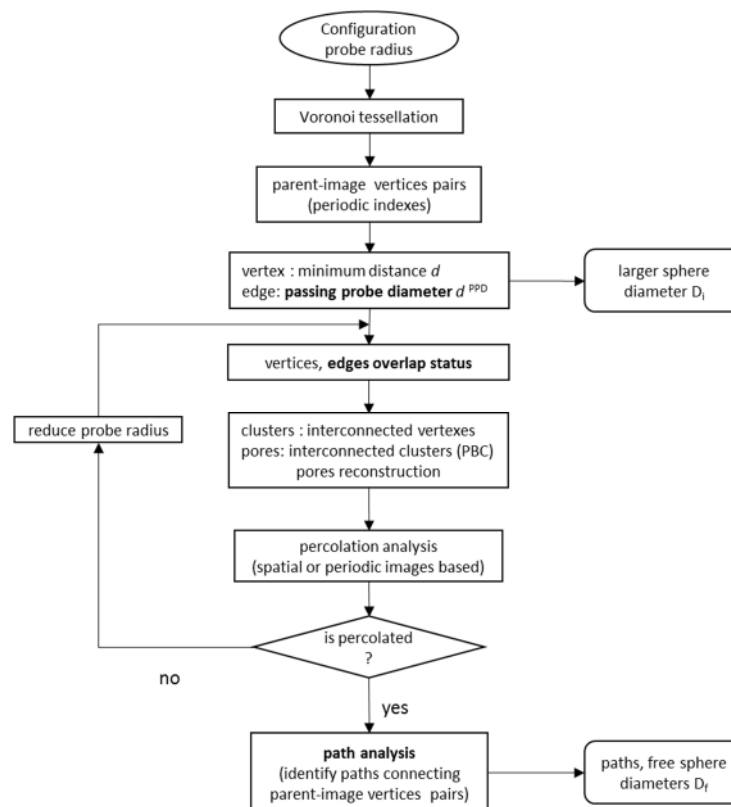 Configuration
probe radius
Voronoi tessellation
parent-image vertices pairs
(periodic indexes)
vertex : minimum distance d
edge: passing probe diameter d PPD
larger sphere
diameter Di
vertices, edges overlap status
reduce probe radius
clusters : interconnected vertexes
pores: interconnected clusters (PBC)
pores reconstruction
percolation analysis
(spatial or periodic images based)
is percolated
?
no
yes
path analysis
(identify paths connecting
parent-image vertices pairs)
paths, free sphere
diameters Df